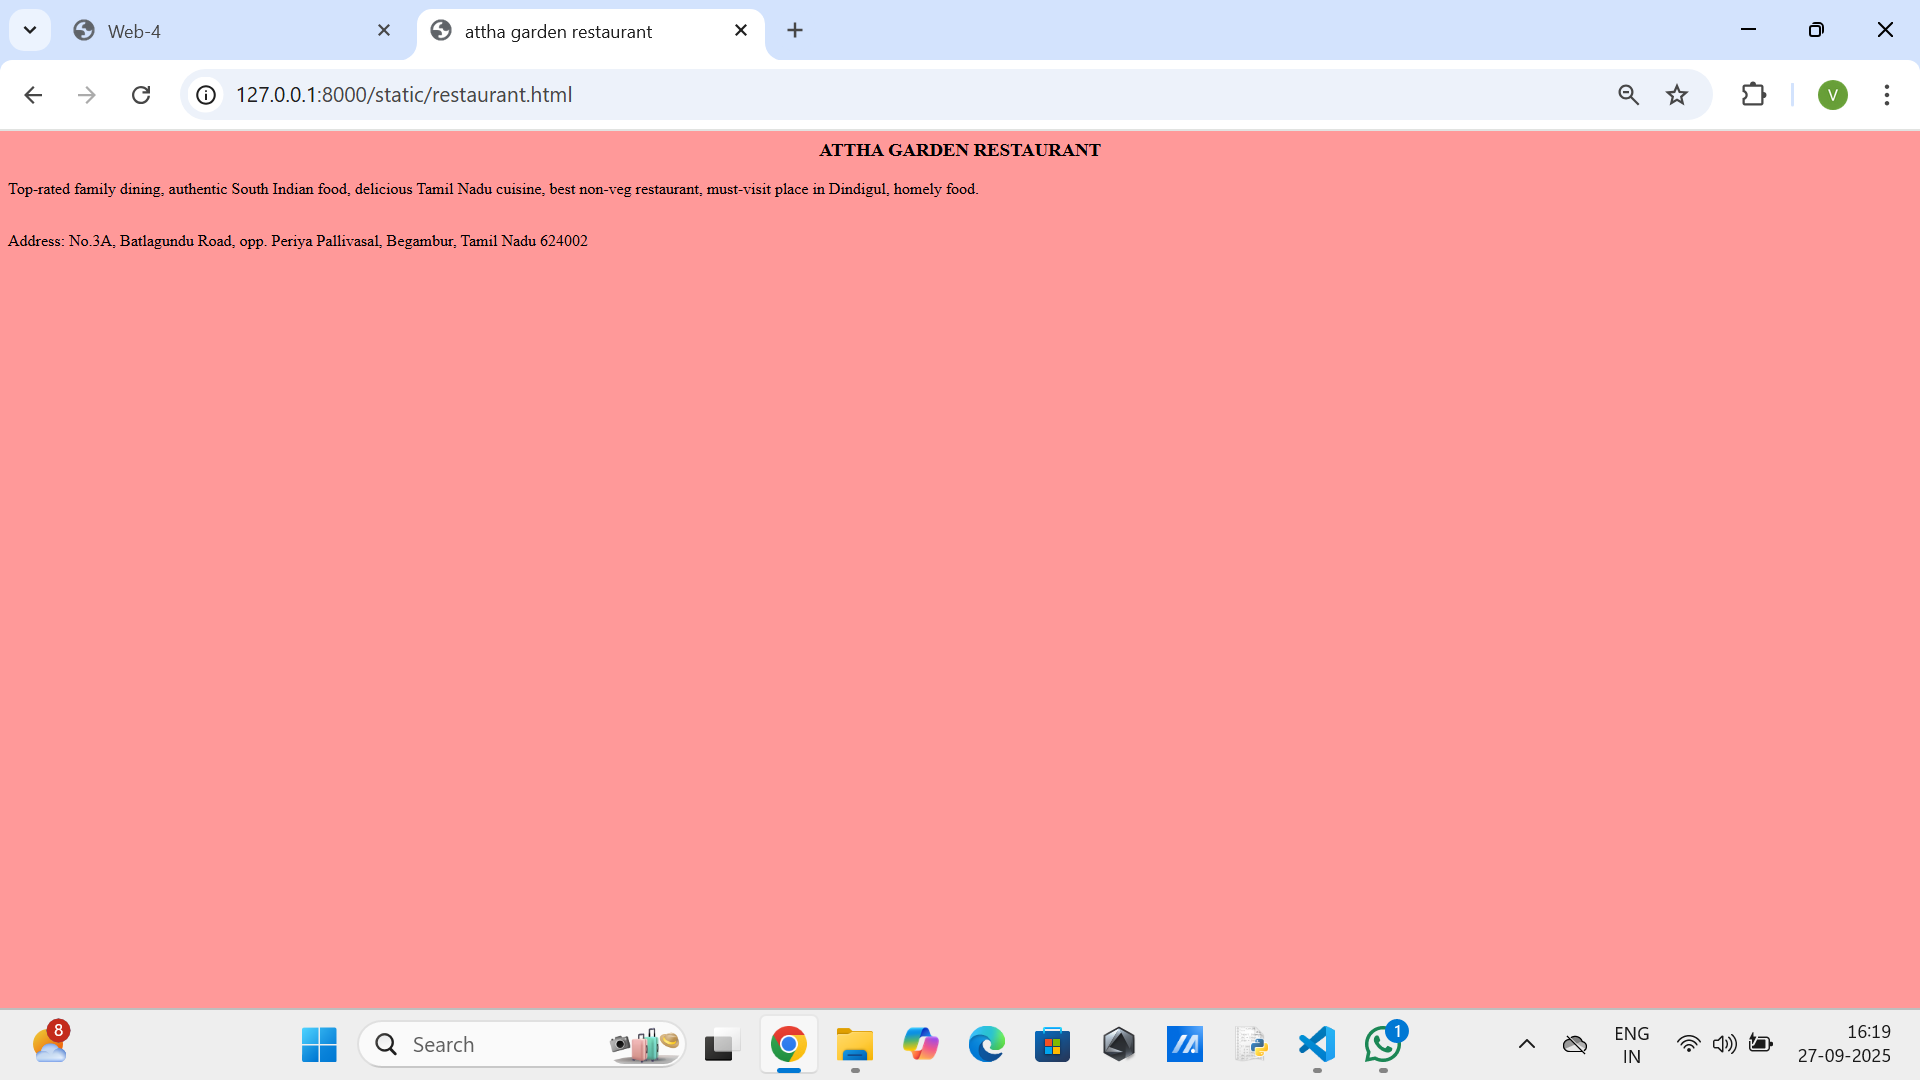 Web-4
attha garden restaurant
127.0.0.1:8000/static/restaurant.html
V
ATTHA GARDEN RESTAURANT
Top-rated family dining, authentic South Indian food, delicious Tamil Nadu cuisine, best non-veg restaurant, must-visit place in Dindigul, homely food.
Address: No.3A, Batlagundu Road, opp. Periya Pallivasal, Begambur, Tamil Nadu 624002
8
Search
1
ENG
IN
16:19
27-09-2025